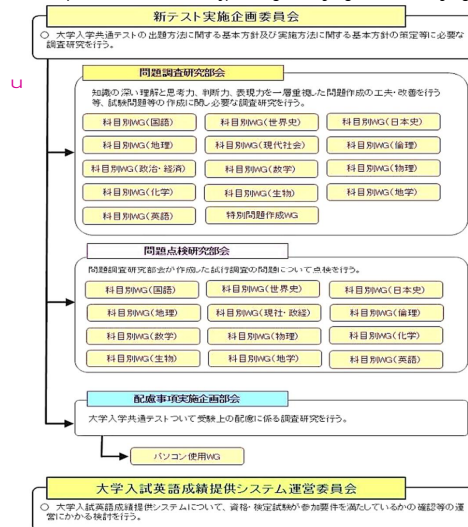 新テスト実施企画委員会
○ 大学入学共通テストの出題方法に関する基本方針及び実施方法に関する基本方針の策定等に必要な
調査研究を行う。
u
問題調査研究部会
知識の深い理解と思考力、判断力、表現力を一層重視した問題作成の工夫・改善を行う
等、試験問題等の作成に関し必要な調査研究を行う。
科目別WG(国語) 科目別WG(世界史) 科目別WG(日本史)
科目別WG(地理) 科目別WG(現代社会) 科目別WG(倫理)
科目別WG(政治・経済) 科目別WG(数学) 科目別WG(物理)
科目別WG(化学) 科目別WG(生物) 科目別WG(地学)
科目別WG(英語) 特別問題作成WG
問題点検研究部会
問題調査研究部会が作成した試行調査の問題について点検を行う。
科目別WG(国語) 科目別WG(世界史) 科目別WG(日本史)
科目別WG(地理) 科目別WG(現社・政経) 科目別WG(倫理)
科目別WG(数学) 科目別WG(物理) 科目別WG(化学)
科目別WG(生物) 科目別WG(地学) 科目別WG(英語)
配慮事項実施企画部会
大学入学共通テストついて受験上の配慮に係る調査研究を行う。
パソコン使用WG
大学入試英語成績提供システム運営委員会
○ 大学入試英語成績提供システムについて、資格・検定試験が参加要件を満たしているかの確認等の運
営にかかる検討を行う。